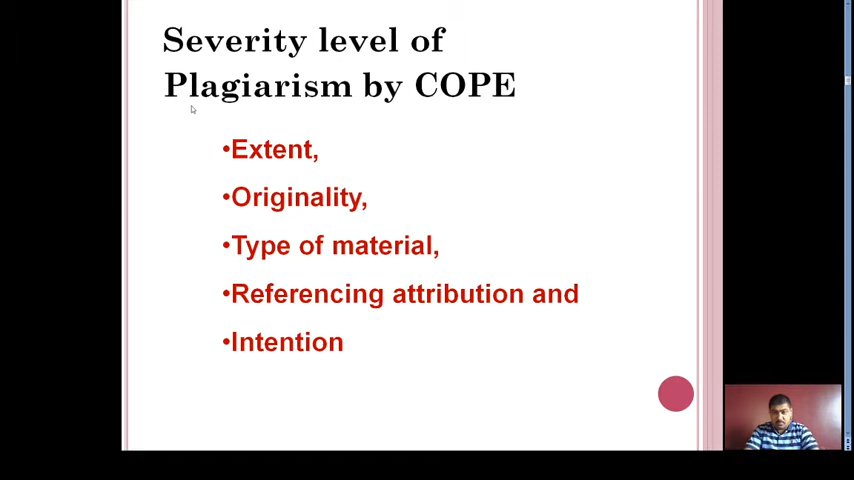 Severity level of
Plagiarism by COPE
•Extent,
•Originality,
•Type of material,
•Referencing attribution and
•Intention